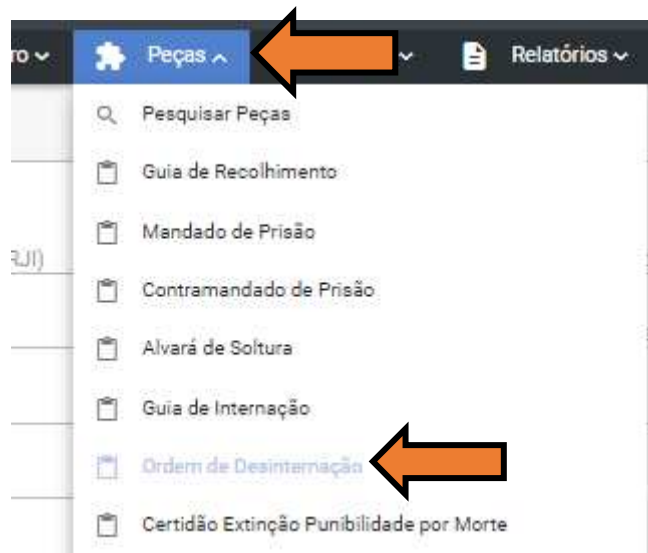 ro Peças Relatórios
Pesquisar Peças
Guia de Recolhimento
Mandado de Prisão
RJI)
Contramandado de Prisão
Alvará de Soltura
Guia de Internação
Ordem de Desinternação
Certidão Extinção Punibilidade por Morte